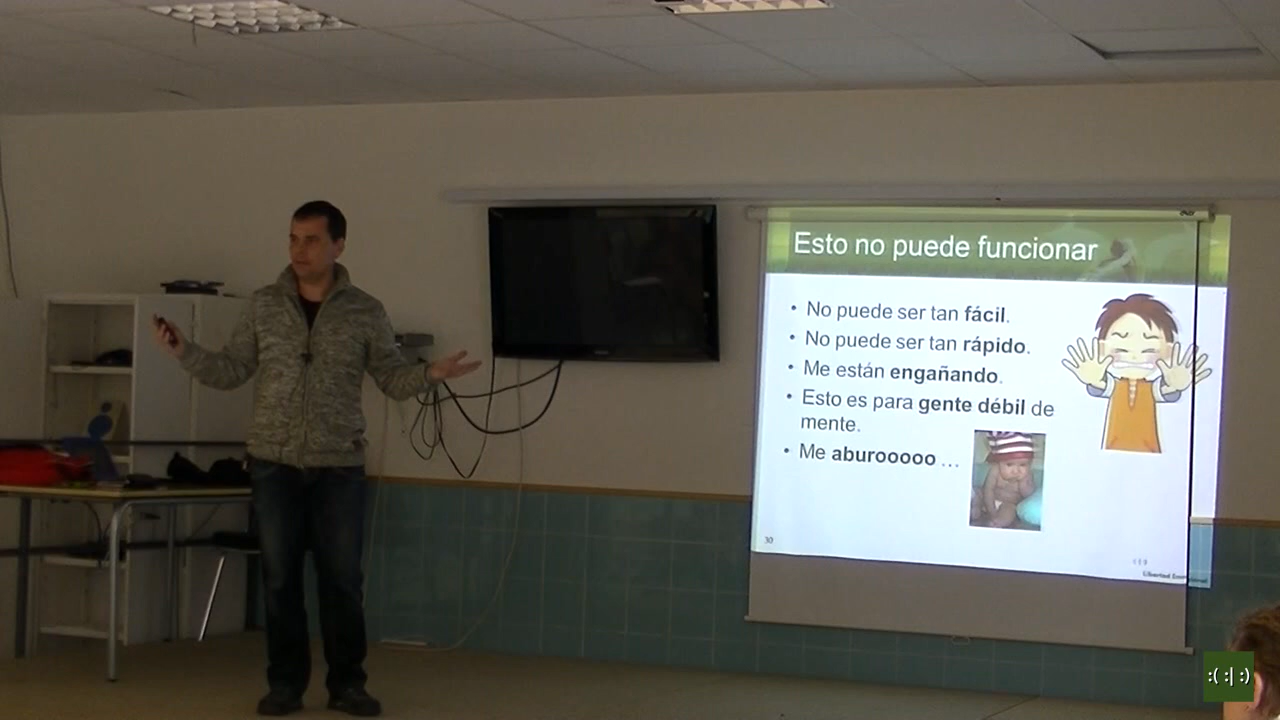 Esto no puede funcionar
• No puede ser tan fácil.
• No puede ser tan rápido.
• Me están engañando.
• Esto es para gente débil de
mente.
• Me aburooooo ...
30
Libertad
:( :| :)